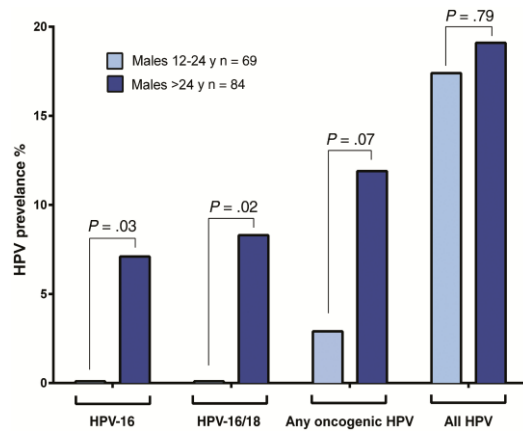 P = .79
20
Males 12-24 y n = 69
Males >24 y n = 84
15
P = .07
HPV prevelance %
10
P = .03
P = .02
5
0
HPV-16
HPV-16/18
Any oncogenic HPV
All HPV